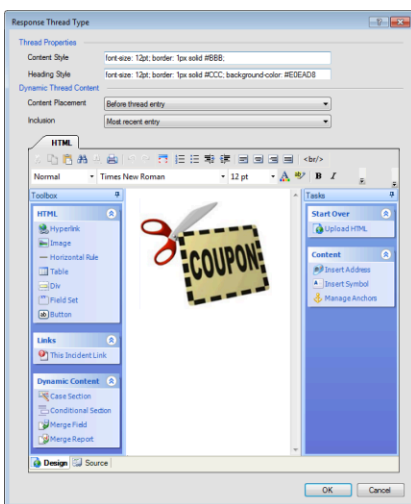 Response Thread Type
Thread Properties
Content Style
font-size: 12pt; border: 1px solid #BBB;
Heading Style
font-size: 12pt; border: 1px solid #CCC; background-color: #E0EAD8
Dynamic Thread Content
Content Placement
Before thread entry
Inclusion
Most recent entry
HTML
<br/>
Normal
Times New Roman
12 pt
B I
Toolbox
HTML
Hyperlink
Image
Horizontal Rule
Table
Div
Field Set
Button
Links
This Incident Link
Dynamic Content
Case Section
Conditional Section
Merge Field
Merge Report
COUPON
Tasks
Start Over
Upload HTML
Content
Insert Address
Insert Symbol
Manage Anchors
Design
Source
OK
Cancel